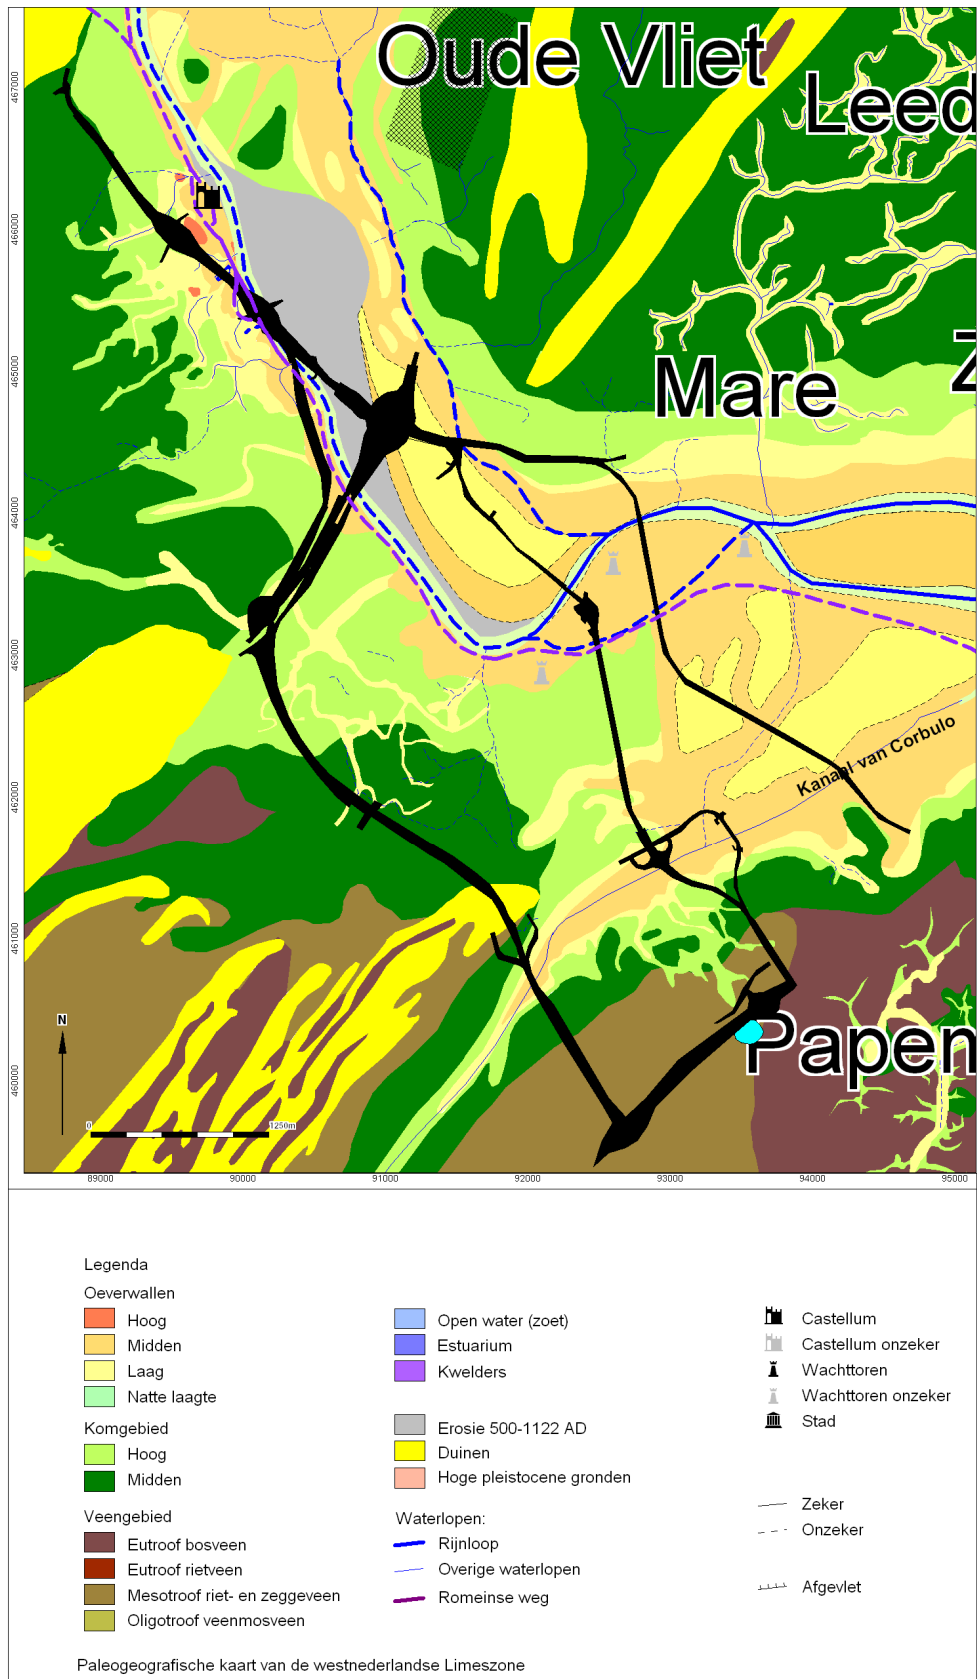 Oude Vliet
Leed
Mare
Z
Kanaal van Corbulo
Papen
467000
466000
465000
464000
463000
462000
461000
460000
N
0
1250m
89000
90000
91000
92000
93000
94000
95000
Legenda
Oeverwallen
Hoog
Midden
Laag
Natte laagte
Komgebied
Hoog
Midden
Veengebied
Eutroof bosveen
Eutroof rietveen
Mesotroof riet- en zeggeveen
Oligotroof veenmosveen
Open water (zoet)
Estuarium
Kwelders
Erosie 500-1122 AD
Duinen
Hoge pleistocene gronden
Waterlopen:
Rijnloop
Overige waterlopen
Romeinse weg
Castellum
Castellum onzeker
Wachttoren
Wachttoren onzeker
Stad
Zeker
Onzeker
Afgevlet
Paleogeografische kaart van de westnederlandse Limeszone